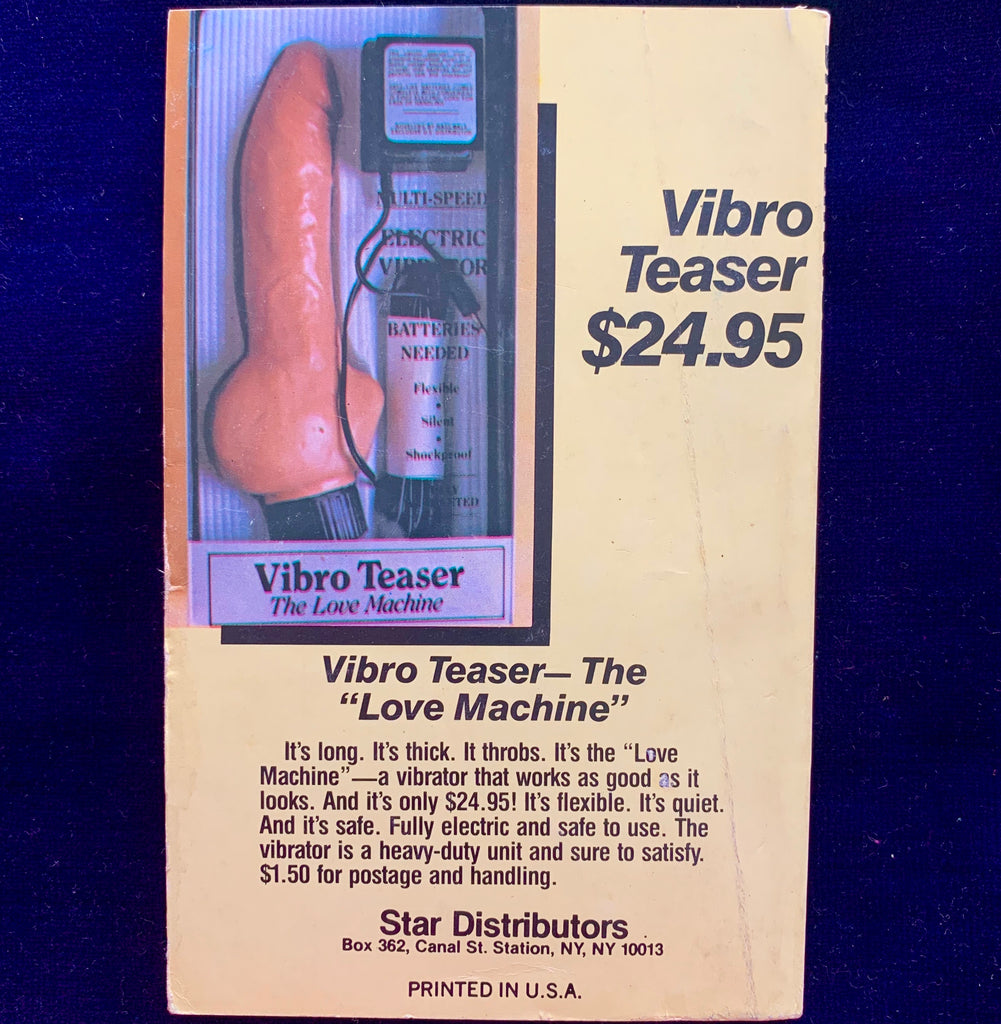 MULTI-SPEED
ELECTRIC
VIBRATOR
BATTERIES
NEEDED
Flexible
•
Silent
•
Shockproof
Vibro Teaser
The Love Machine
Vibro
Teaser
$24.95
Vibro Teaser— The
“Love Machine”
It’s long. It’s thick. It throbs. It’s the “Love
Machine”—a vibrator that works as good as it
looks. And it’s only $24.95! It’s flexible. It’s quiet.
And it’s safe. Fully electric and safe to use. The
vibrator is a heavy-duty unit and sure to satisfy.
$1.50 for postage and handling.
Star Distributors
Box 362, Canal St. Station, NY, NY 10013
PRINTED IN U.S.A.